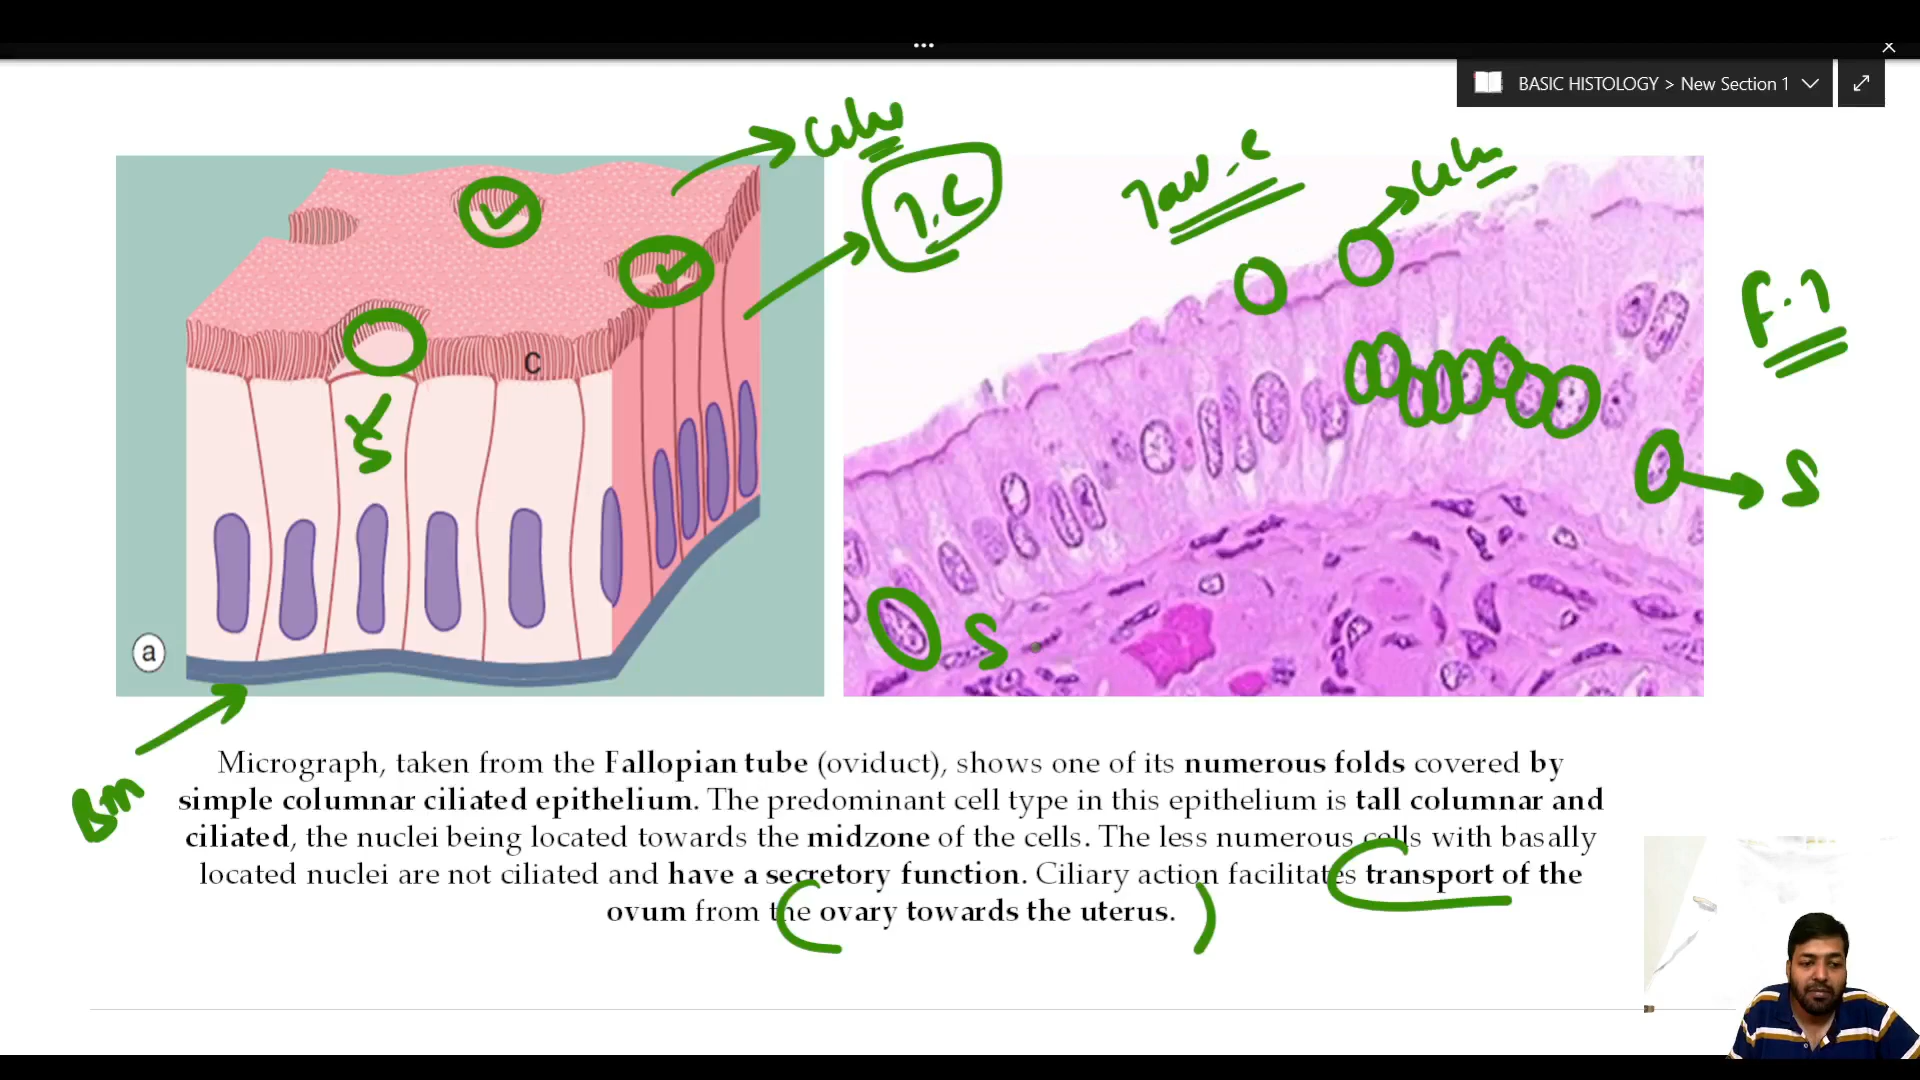 BASIC HISTOLOGY > New Section 1
T.C
F.T
C
S
S
S
a
BM
Micrograph, taken from the Fallopian tube (oviduct), shows one of its numerous folds covered by
simple columnar ciliated epithelium. The predominant cell type in this epithelium is tall columnar and
ciliated, the nuclei being located towards the midzone of the cells. The less numerous cells with basally
located nuclei are not ciliated and have a secretory function. Ciliary action facilitates transport of the
ovum from the ovary towards the uterus.